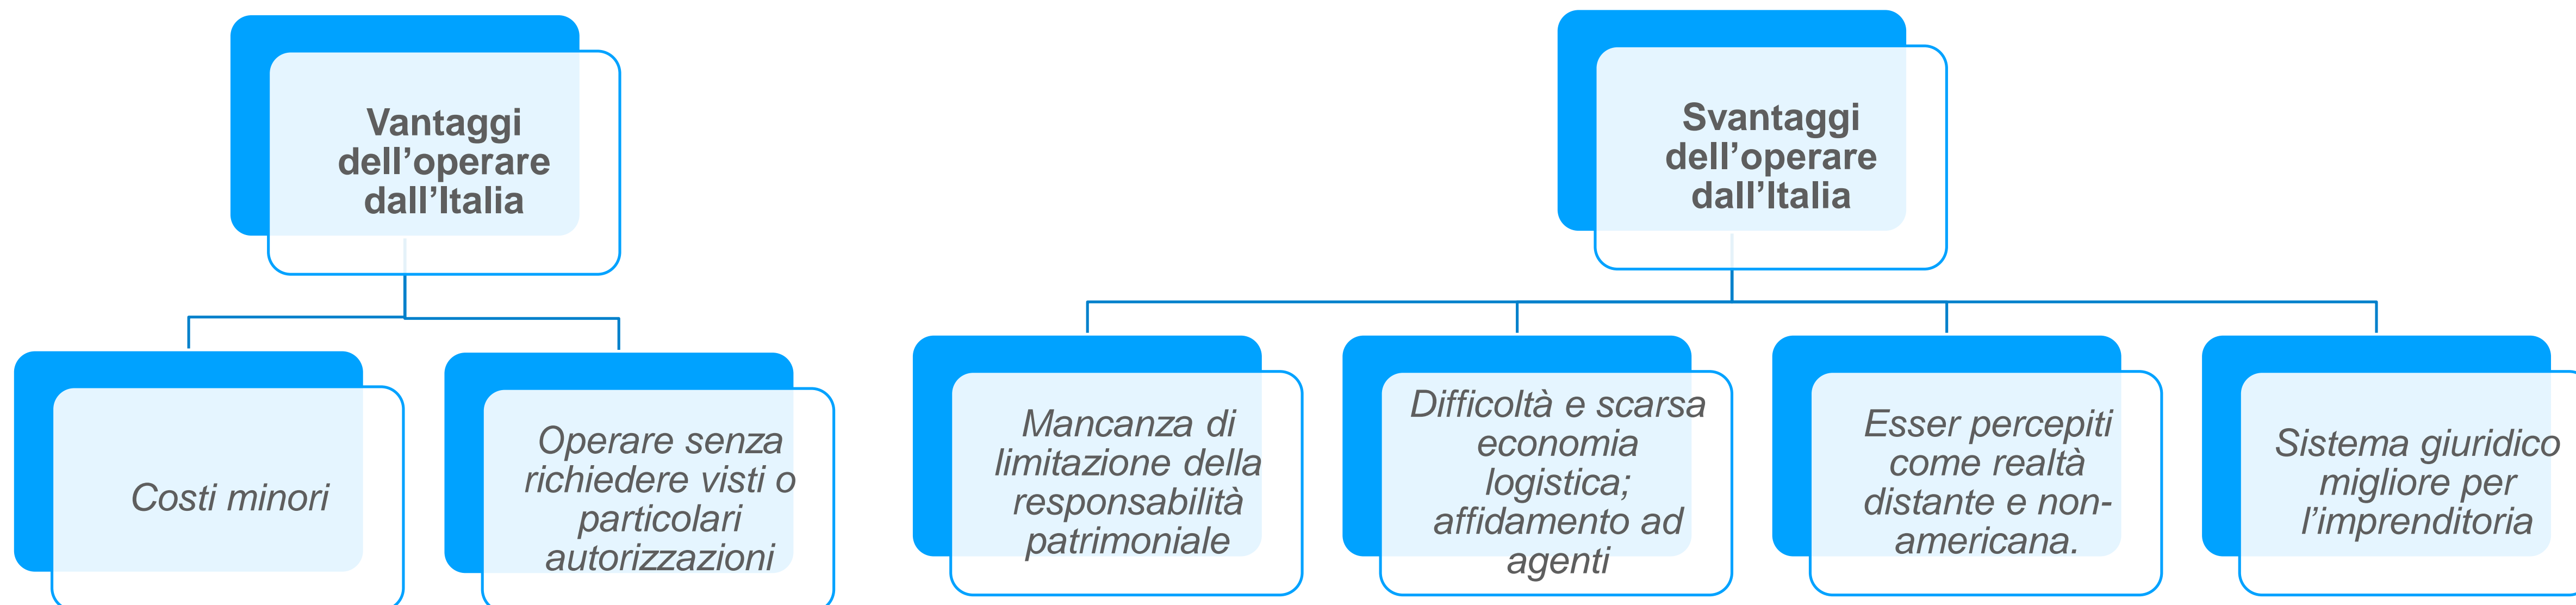 Vantaggi
dell’operare
dall’Italia
Costi minori
Operare senza
richiedere visti o
particolari
autorizzazioni
Svantaggi
dell’operare
dall’Italia
Mancanza di
limitazione della
responsabilità
patrimoniale
Difficoltà e scarsa
economia
logistica;
affidamento ad
agenti
Esser percepiti
come realtà
distante e non-
americana.
Sistema giuridico
migliore per
l’imprenditoria